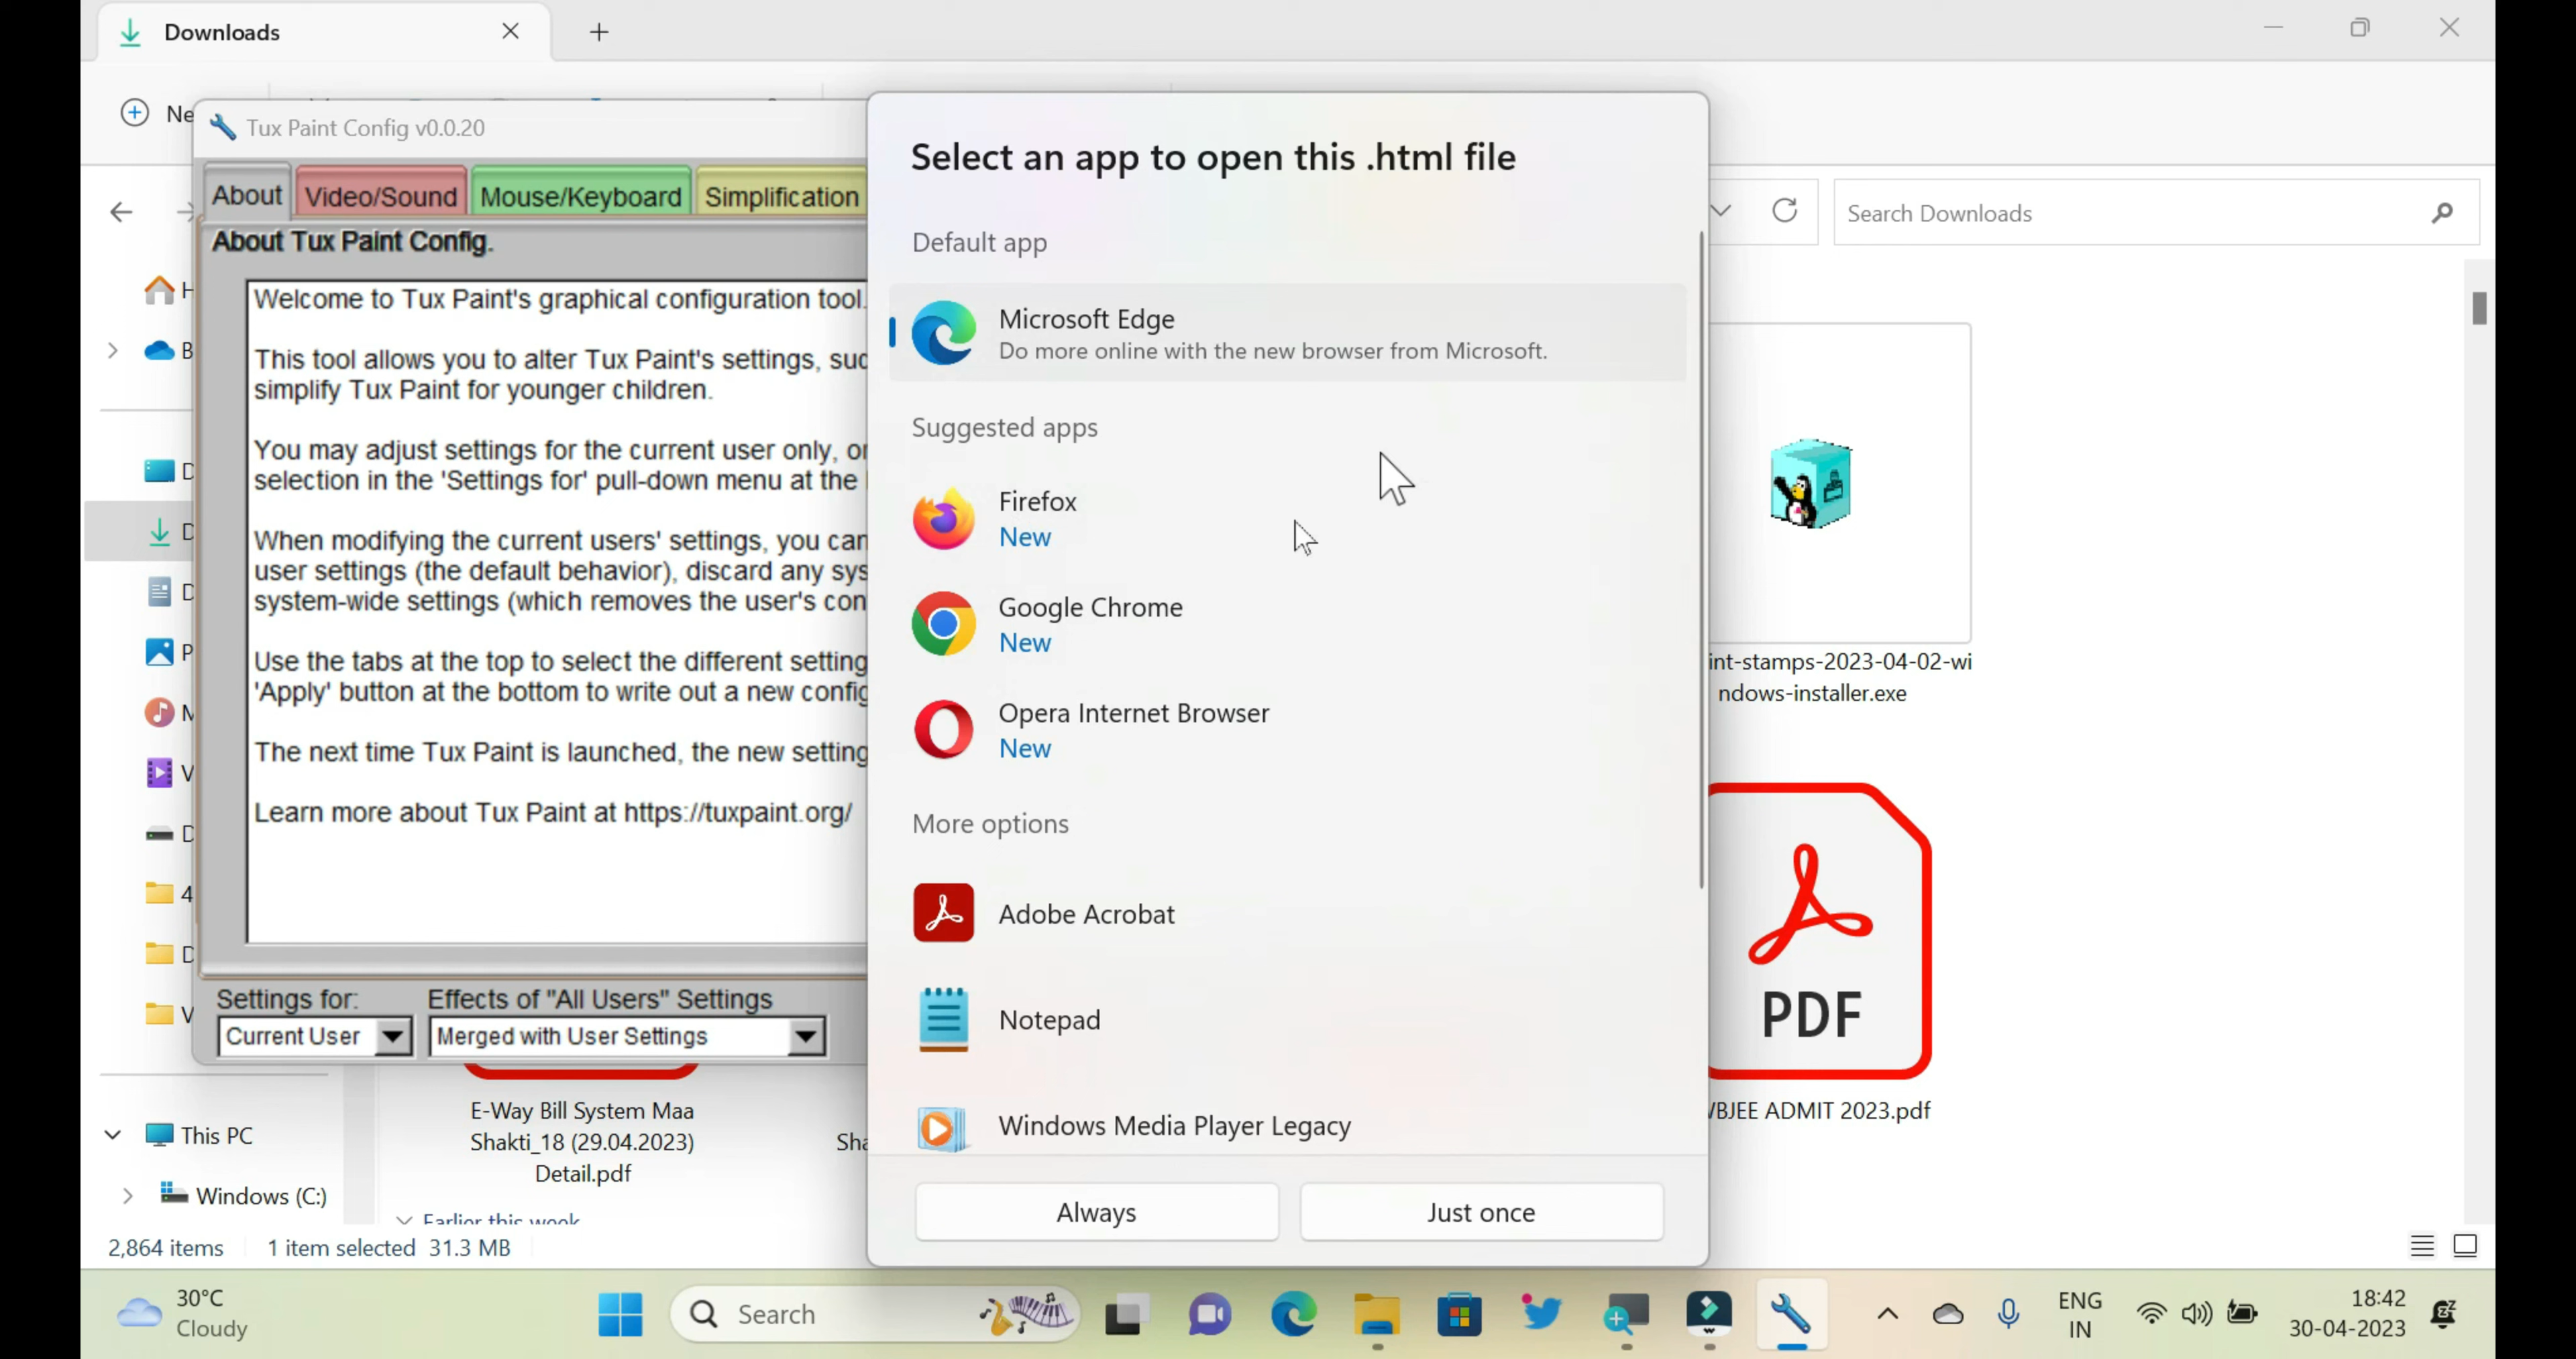 Downloads
Ne
Tux Paint Config v0.0.20
About
Video/Sound
Mouse/Keyboard
Simplification
About Tux Paint Config.
Welcome to Tux Paint's graphical configuration tool.
This tool allows you to alter Tux Paint's settings, suc
simplify Tux Paint for younger children.
You may adjust settings for the current user only, or
selection in the 'Settings for' pull-down menu at the
When modifying the current users' settings, you can
user settings (the default behavior), discard any sys
system-wide settings (which removes the user's con
Use the tabs at the top to select the different setting
'Apply' button at the bottom to write out a new config
The next time Tux Paint is launched, the new setting
Learn more about Tux Paint at https://tuxpaint.org/
Settings for:
Current User
Effects of "All Users" Settings
Merged with User Settings
Select an app to open this .html file
Default app
Microsoft Edge
Do more online with the new browser from Microsoft.
Suggested apps
Firefox
New
Google Chrome
New
Opera Internet Browser
New
More options
Adobe Acrobat
Notepad
Windows Media Player Legacy
Always
Just once
Search Downloads
int-stamps-2023-04-02-wi
ndows-installer.exe
PDF
BJEE ADMIT 2023.pdf
H
B
D
D
D
P
M
V
D
4
D
V
This PC
Windows (C:)
E-Way Bill System Maa
Shakti_18 (29.04.2023)
Detail.pdf
Sha
Earlier this week
2,864 items
1 item selected 31.3 MB
30°C
Cloudy
Search
ENG
IN
18:42
30-04-2023